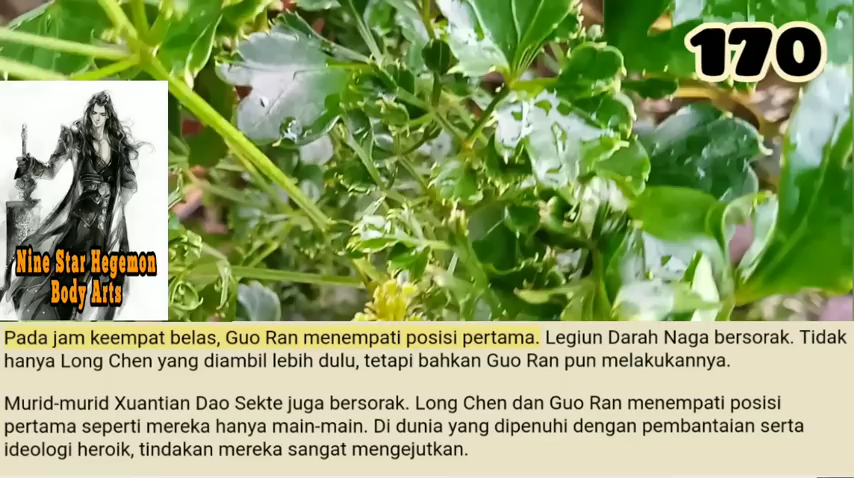 170
Nine Star Hegemon
Body Arts
Pada jam keempat belas, Guo Ran menempati posisi pertama. Legiun Darah Naga bersorak. Tidak
hanya Long Chen yang diambil lebih dulu, tetapi bahkan Guo Ran pun melakukannya.
Murid-murid Xuantian Dao Sekte juga bersorak. Long Chen dan Guo Ran menempati posisi
pertama seperti mereka hanya main-main. Di dunia yang dipenuhi dengan pembantaian serta
ideologi heroik, tindakan mereka sangat mengejutkan.